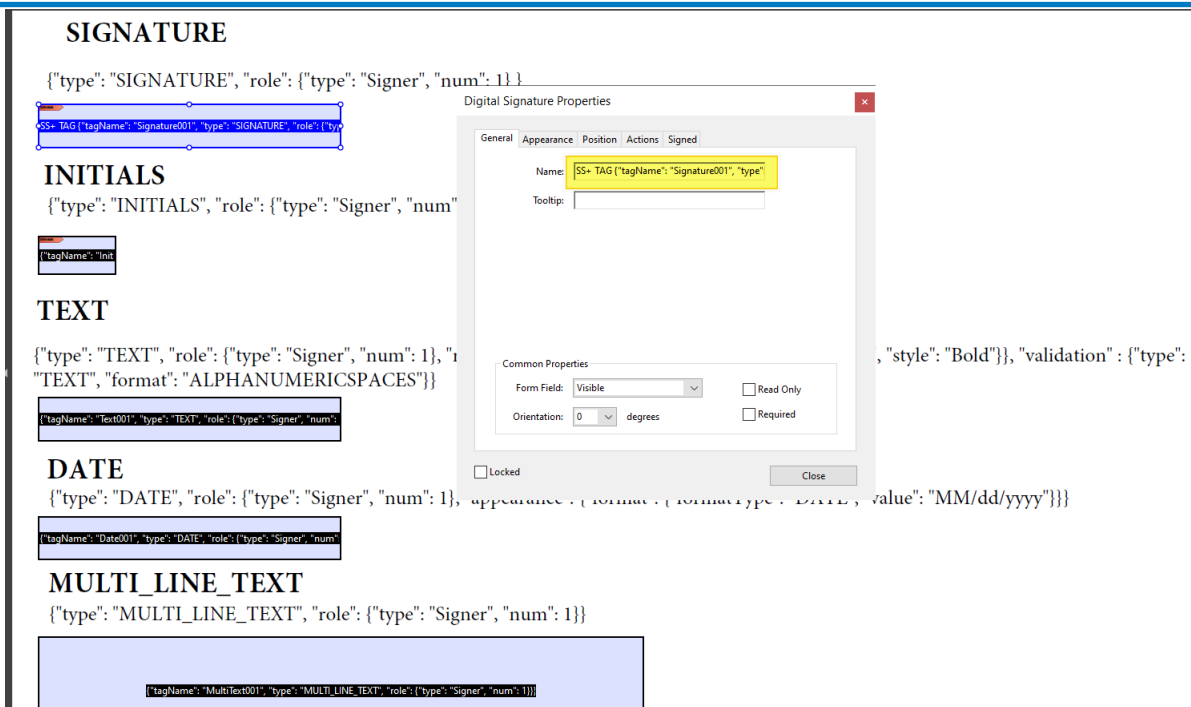 SIGNATURE
{"type": "SIGNATURE", "role": {"type": "Signer", "num": 1} }
SS+ TAG {"tagName": "Signature001", "type": "SIGNATURE", "role": {"ty
INITIALS
{"type": "INITIALS", "role": {"type": "Signer", "num"
{"tagName": "Init
TEXT
{"type": "TEXT", "role": {"type": "Signer", "num": 1}, "r
, "style": "Bold"}}, "validation" : {"type":
"TEXT", "format": "ALPHANUMERICSPACES"}}
{"tagName": "Text001", "type": "TEXT", "role": {"type": "Signer", "num":
DATE
{"type": "DATE", "role": {"type": "Signer", "num": 1}, "appearance": {"format": {"formatType": "DATE", "value": "MM/dd/yyyy"}}}
{"tagName": "Date001", "type": "DATE", "role": {"type": "Signer", "num":
MULTI_LINE_TEXT
{"type": "MULTI_LINE_TEXT", "role": {"type": "Signer", "num": 1}}
{"tagName": "MultiText001", "type": "MULTI_LINE_TEXT", "role": {"type": "Signer", "num": 1}}}
Digital Signature Properties
General Appearance Position Actions Signed
Name: SS+ TAG {"tagName": "Signature001", "type"
Tooltip:
Common Properties
Form Field: Visible
Read Only
Orientation: 0 degrees
Required
Locked
Close